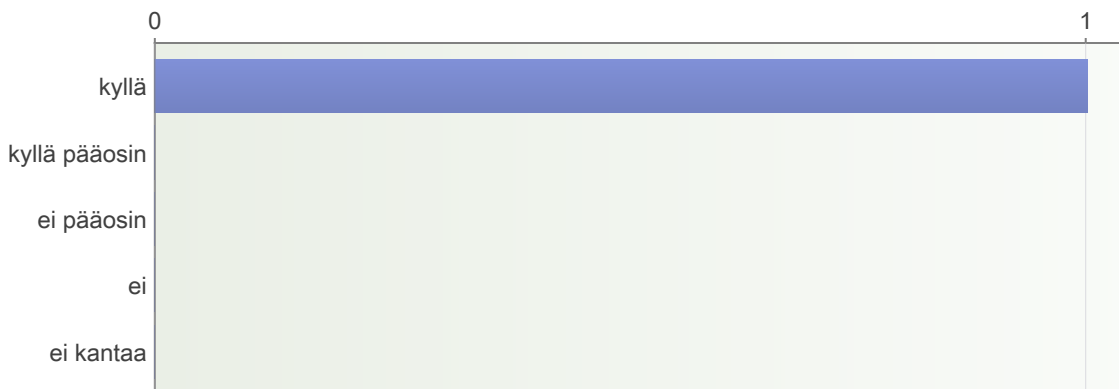 0 1
kyllä
kyllä pääosin
ei pääosin
ei
ei kantaa